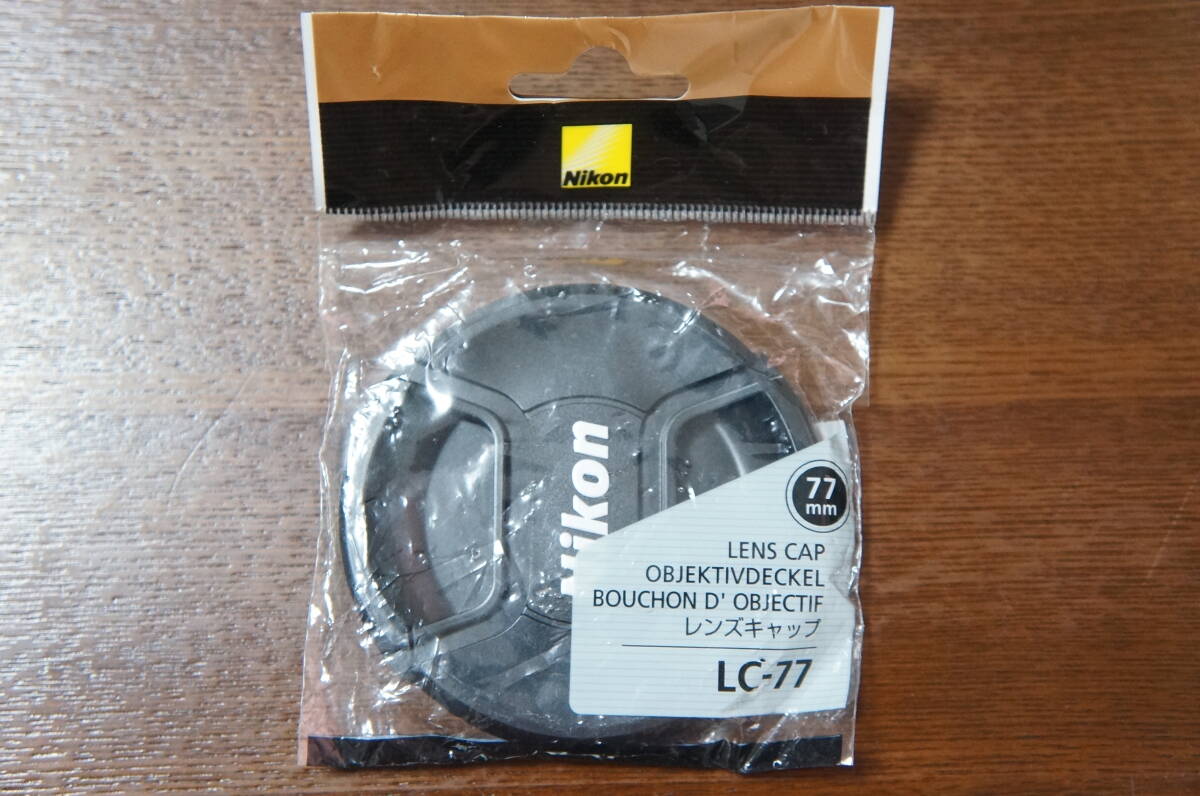 Nikon
Nikon
77
mm
LENS CAP
OBJEKTIVDECKEL
BOUCHON D' OBJECTIF
レンズキャップ
LC-77